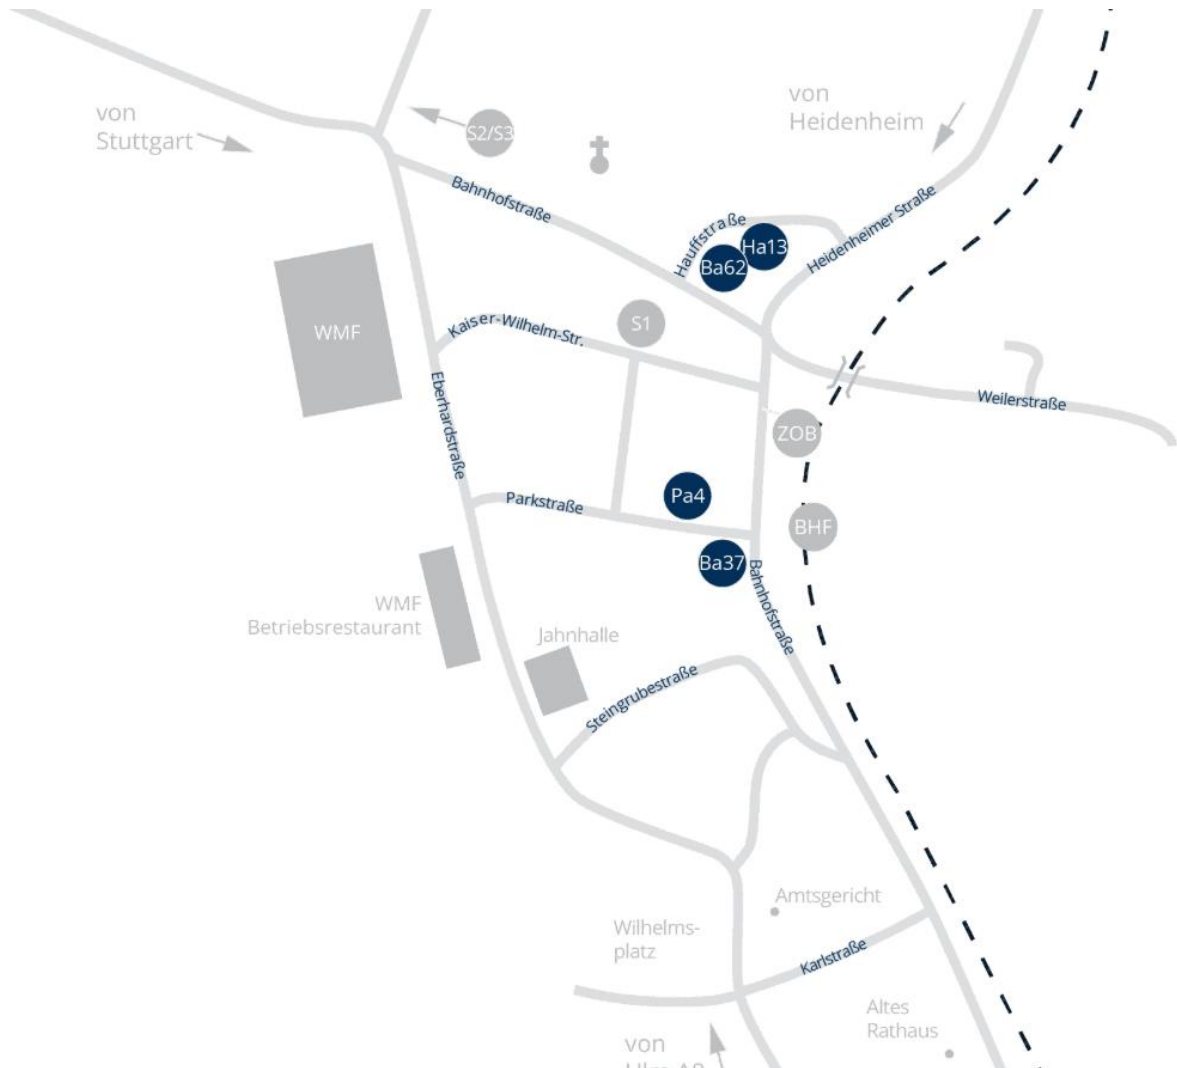 von
Stuttgart
S2/S3
von
Heidenheim
Bahnhofstraße
Hauffstraße
Ha13
Ba62
Heidenheimer Straße
WMF
Kaiser-Wilhelm-Str.
S1
Eberhardstraße
Weilerstraße
ZOB
Parkstraße
Pa4
BHF
Ba37
Bahnhofstraße
WMF
Betriebsrestaurant
Jahnhalle
Steingrubestraße
Amtsgericht
Wilhelms-
platz
Karlstraße
Altes
Rathaus
von